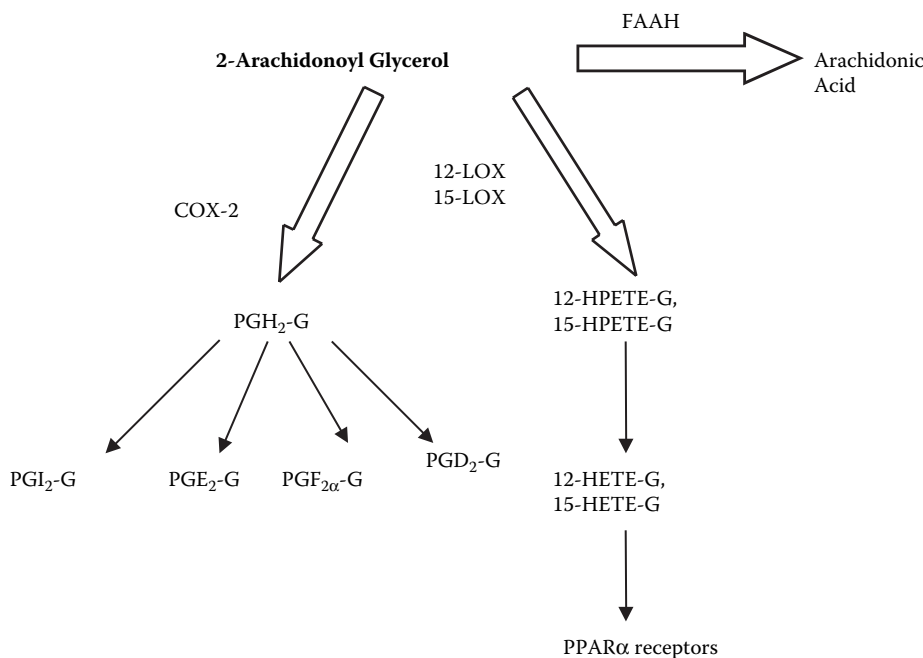 FAAH
2-Arachidonoyl Glycerol
Arachidonic
Acid
12-LOX
15-LOX
COX-2
12-HPETE-G,
15-HPETE-G
PGH₂-G
PGI₂-G
PGE₂-G
PGF₂α-G
PGD₂-G
12-HETE-G,
15-HETE-G
PPARα receptors